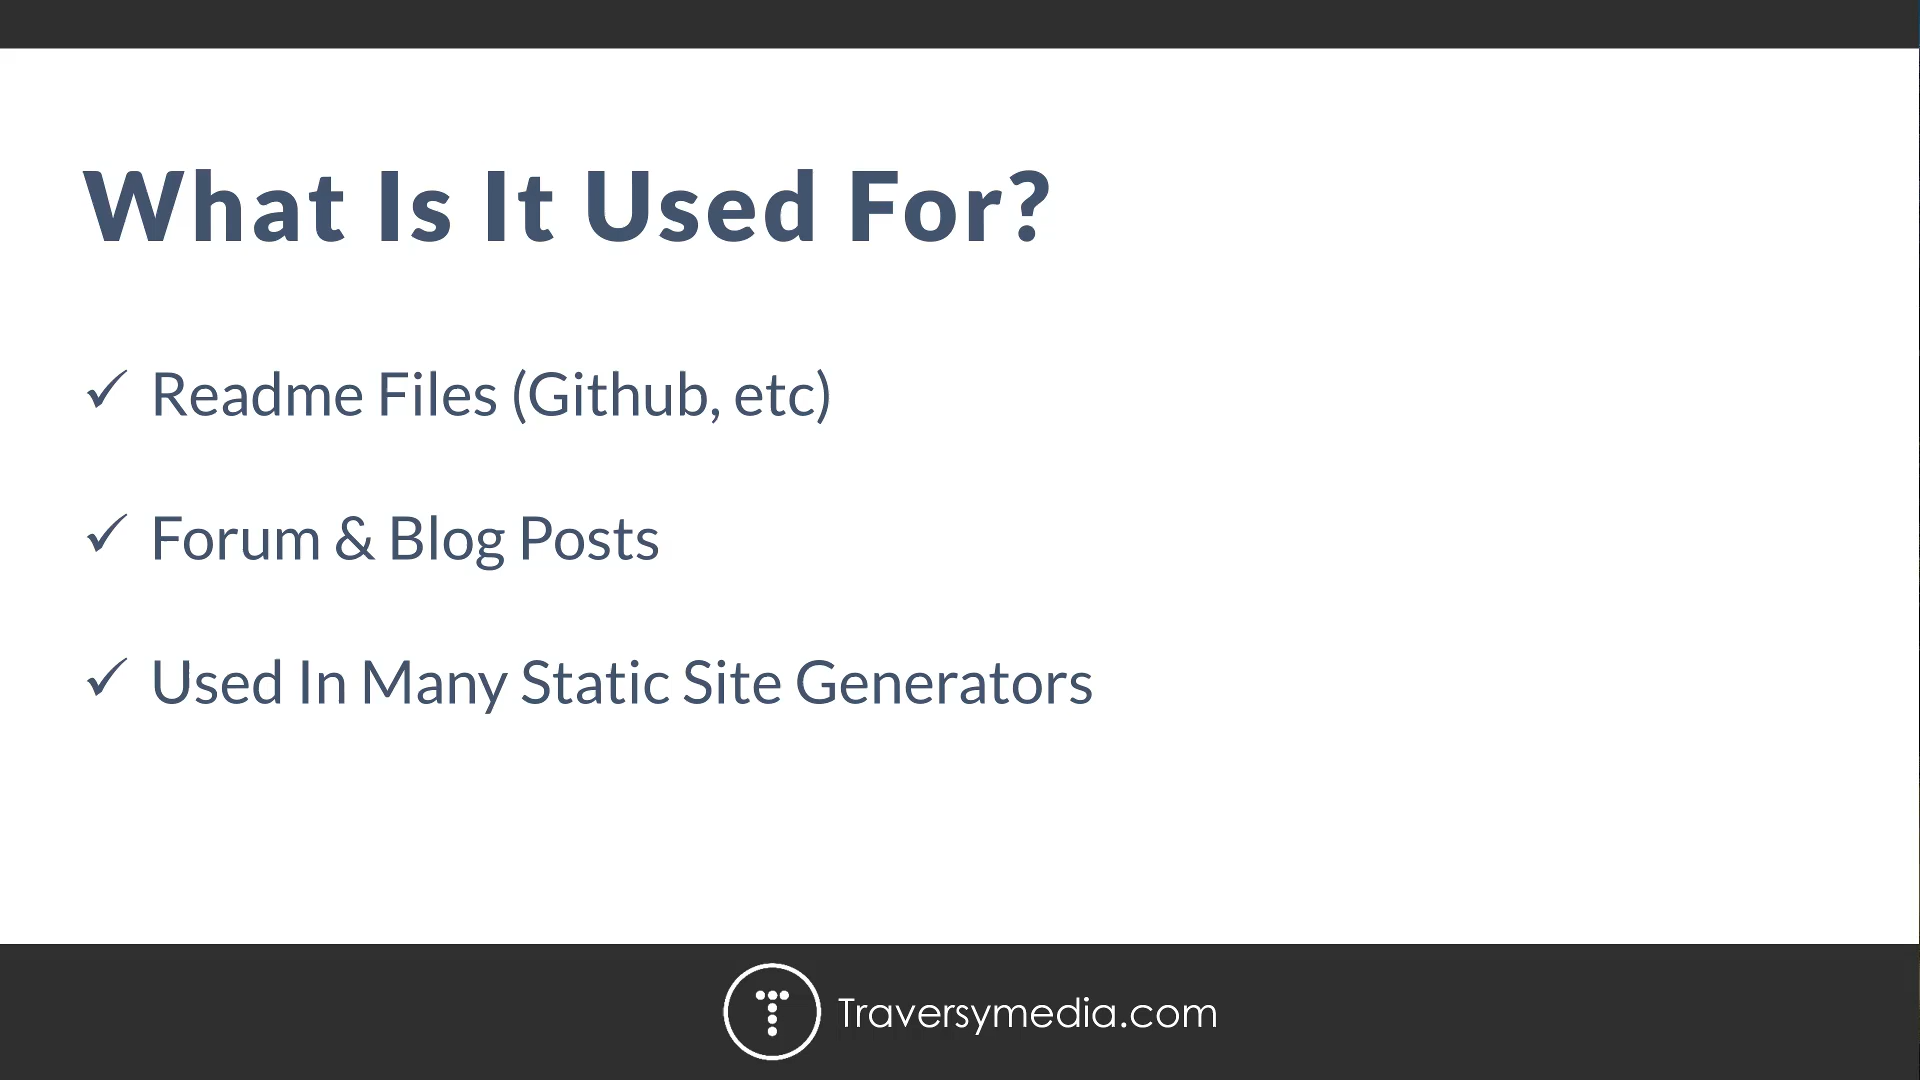 What Is It Used For?
✓ Readme Files (Github, etc)
✓ Forum & Blog Posts
✓ Used In Many Static Site Generators
Traversymedia.com